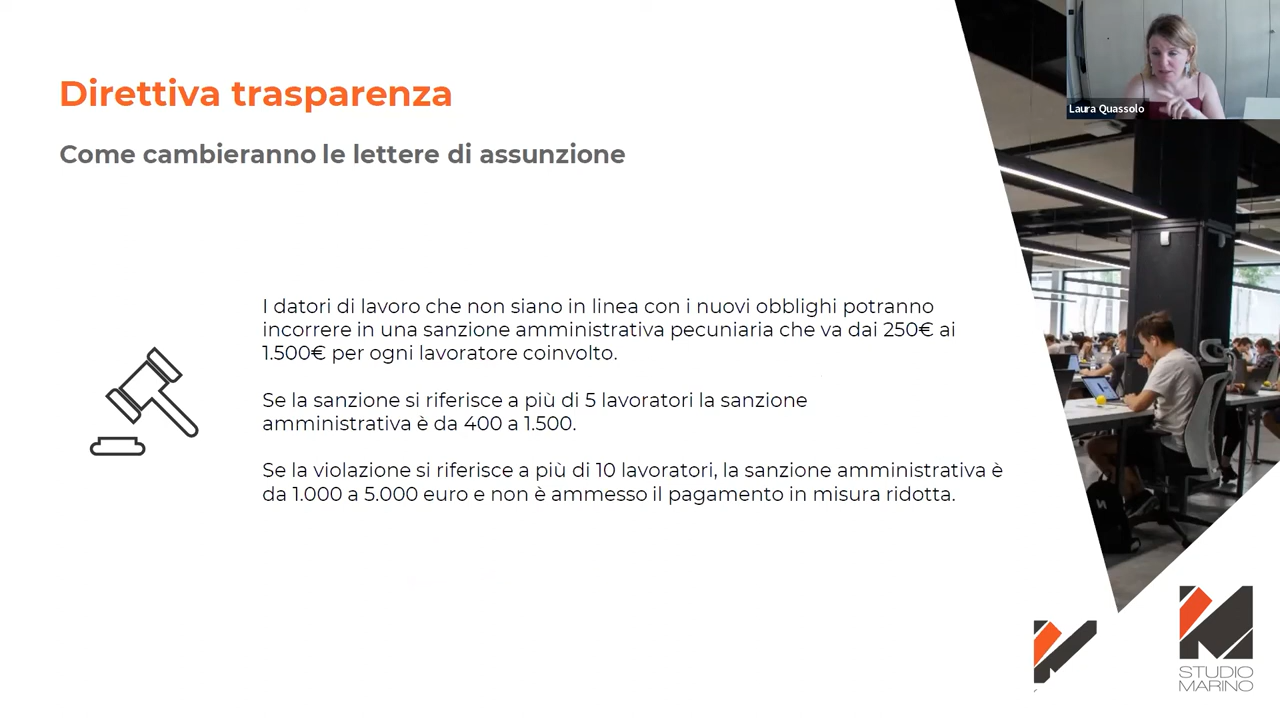 Direttiva trasparenza
Come cambieranno le lettere di assunzione
Laura Quassolo
I datori di lavoro che non siano in linea con i nuovi obblighi potranno
incorrere in una sanzione amministrativa pecuniaria che va dai 250€ ai
1.500€ per ogni lavoratore coinvolto.
Se la sanzione si riferisce a più di 5 lavoratori la sanzione
amministrativa è da 400 a 1.500.
Se la violazione si riferisce a più di 10 lavoratori, la sanzione amministrativa è
da 1.000 a 5.000 euro e non è ammesso il pagamento in misura ridotta.
STUDIO
MARINO